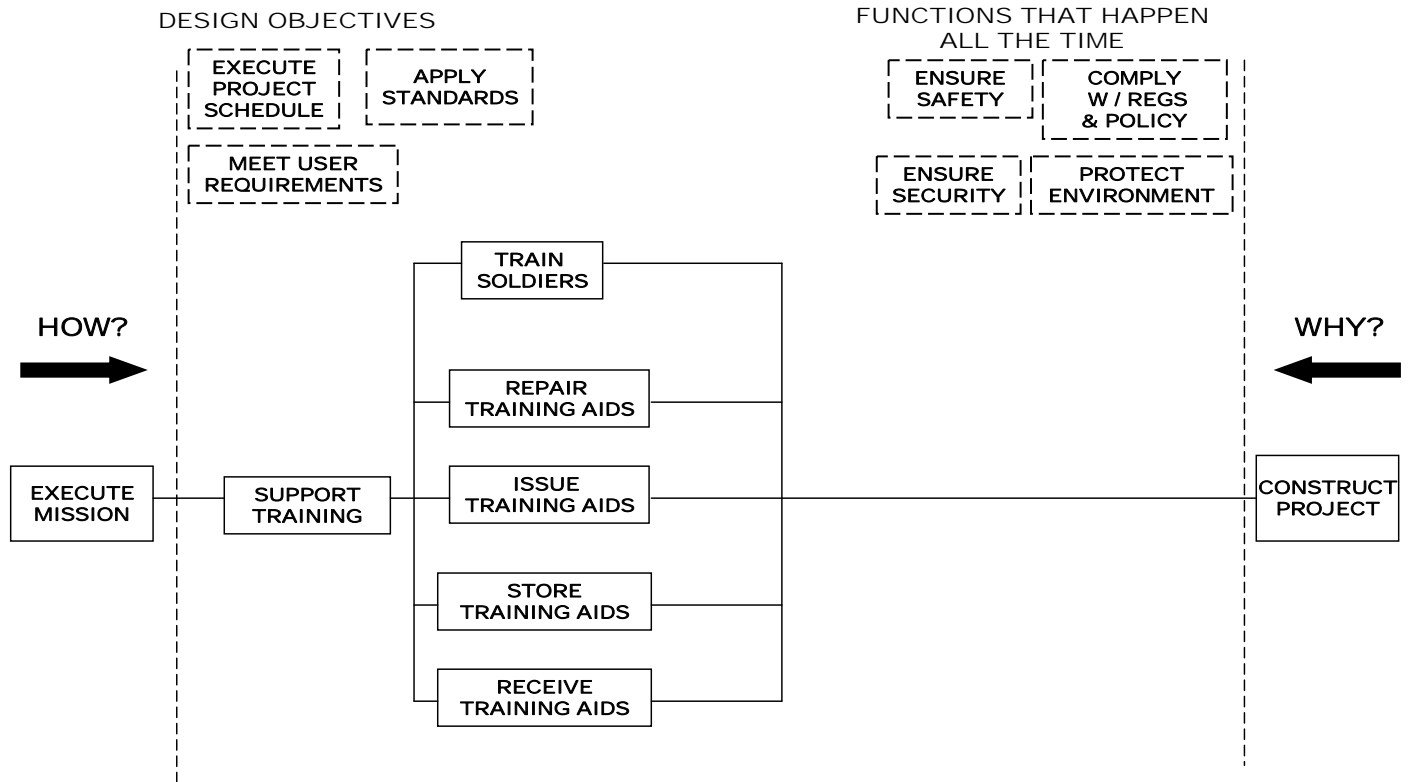 DESIGN OBJECTIVES
EXECUTE
PROJECT
SCHEDULE
APPLY
STANDARDS
MEET USER
REQUIREMENTS
FUNCTIONS THAT HAPPEN
ALL THE TIME
ENSURE
SAFETY
COMPLY
W / REGS
& POLICY
ENSURE
SECURITY
PROTECT
ENVIRONMENT
HOW?
WHY?
TRAIN
SOLDIERS
REPAIR
TRAINING AIDS
EXECUTE
MISSION
SUPPORT
TRAINING
ISSUE
TRAINING AIDS
CONSTRUCT
PROJECT
STORE
TRAINING AIDS
RECEIVE
TRAINING AIDS